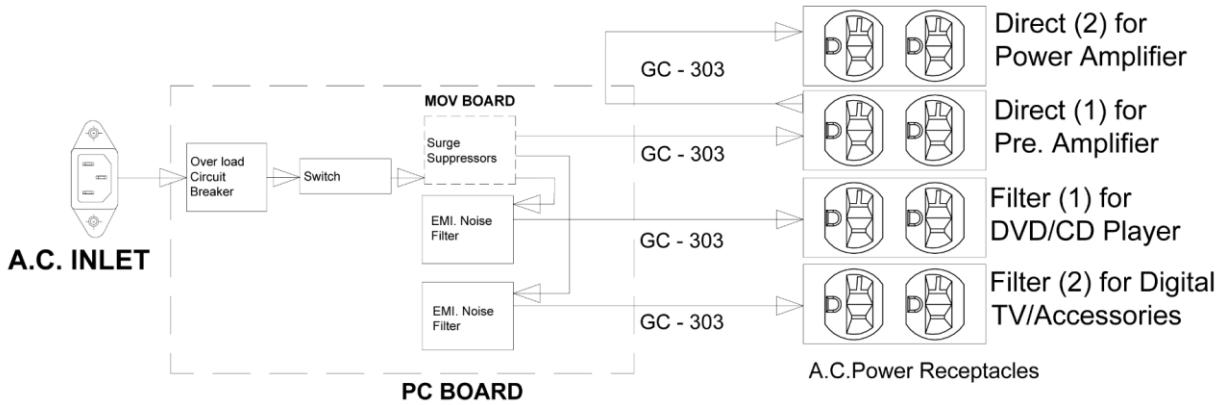 GC - 303
Direct (2) for
Power Amplifier
MOV BOARD
Surge
Suppressors
GC - 303
Direct (1) for
Pre. Amplifier
Over load
Circuit
Breaker
Switch
A.C. INLET
EMI. Noise
Filter
GC - 303
Filter (1) for
DVD/CD Player
EMI. Noise
Filter
GC - 303
Filter (2) for Digital
TV/Accessories
A.C.Power Receptacles
PC BOARD